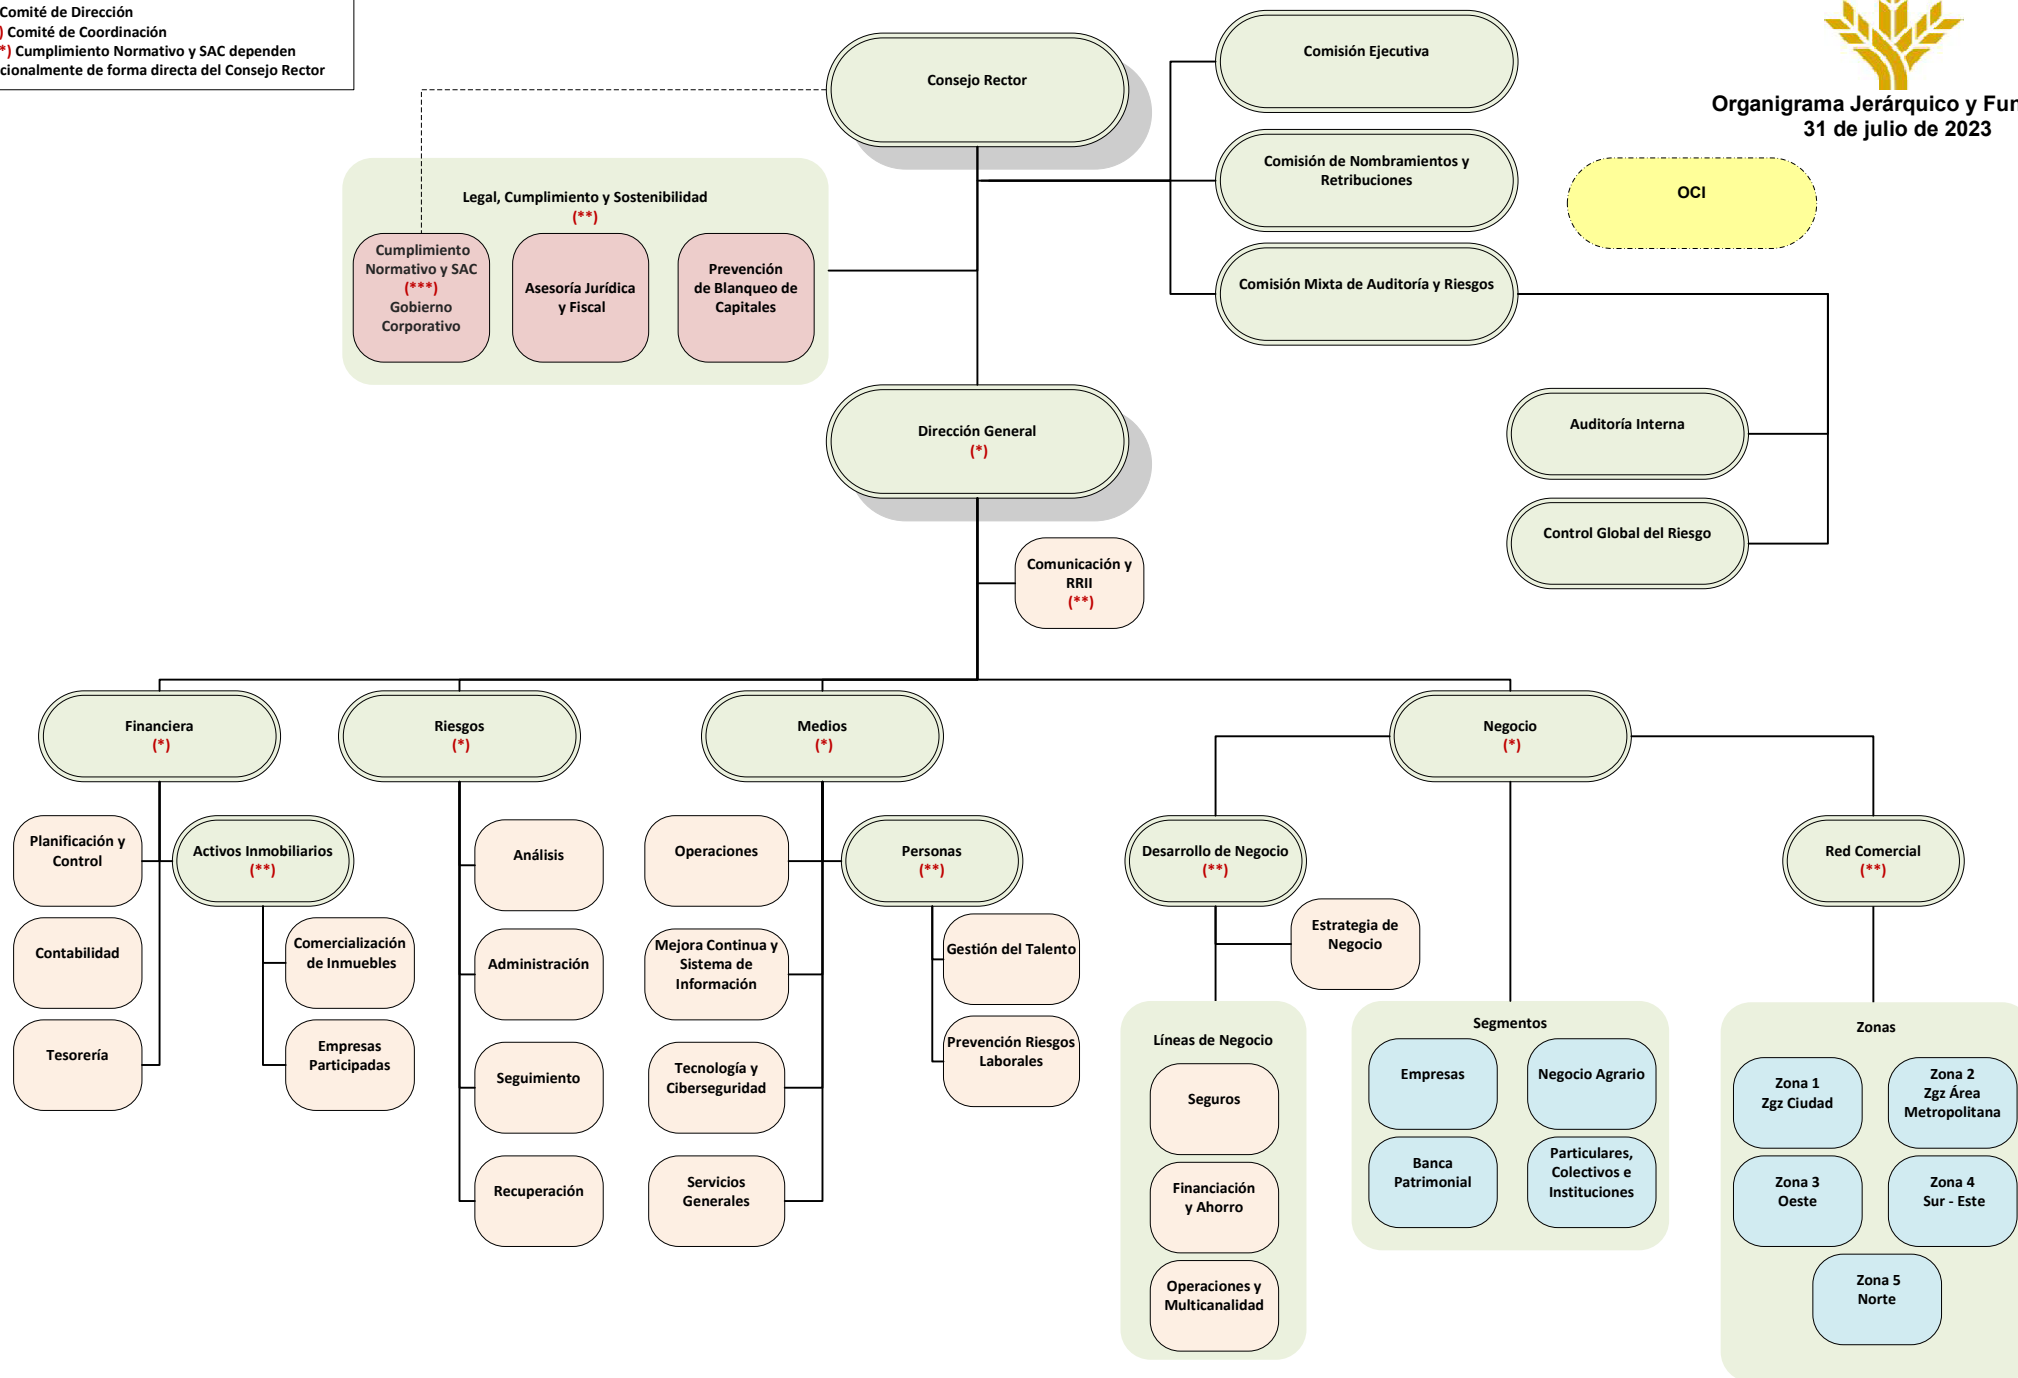 Comité de Dirección
) Comité de Coordinación
*) Cumplimiento Normativo y SAC dependen
cionalmente de forma directa del Consejo Rector
Organigrama Jerárquico y Fun
31 de julio de 2023
Consejo Rector
Comisión Ejecutiva
Comisión de Nombramientos y
Retribuciones
Comisión Mixta de Auditoría y Riesgos
OCI
Legal, Cumplimiento y Sostenibilidad
(**)
Cumplimiento
Normativo y SAC
(***)
Gobierno
Corporativo
Asesoría Jurídica
y Fiscal
Prevención
de Blanqueo de
Capitales
Auditoría Interna
Control Global del Riesgo
Dirección General
(*)
Comunicación y
RRII
(**)
Financiera
(*)
Riesgos
(*)
Medios
(*)
Negocio
(*)
Planificación y
Control
Activos Inmobiliarios
(**)
Contabilidad
Comercialización
de Inmuebles
Tesorería
Empresas
Participadas
Análisis
Administración
Seguimiento
Recuperación
Operaciones
Personas
(**)
Mejora Continua y
Sistema de
Información
Gestión del Talento
Tecnología y
Ciberseguridad
Prevención Riesgos
Laborales
Servicios
Generales
Desarrollo de Negocio
(**)
Estrategia de
Negocio
Red Comercial
(**)
Líneas de Negocio
Seguros
Financiación
y Ahorro
Operaciones y
Multicanalidad
Segmentos
Empresas
Negocio Agrario
Banca
Patrimonial
Particulares,
Colectivos e
Instituciones
Zonas
Zona 1
Zgz Ciudad
Zona 2
Zgz Área
Metropolitana
Zona 3
Oeste
Zona 4
Sur - Este
Zona 5
Norte